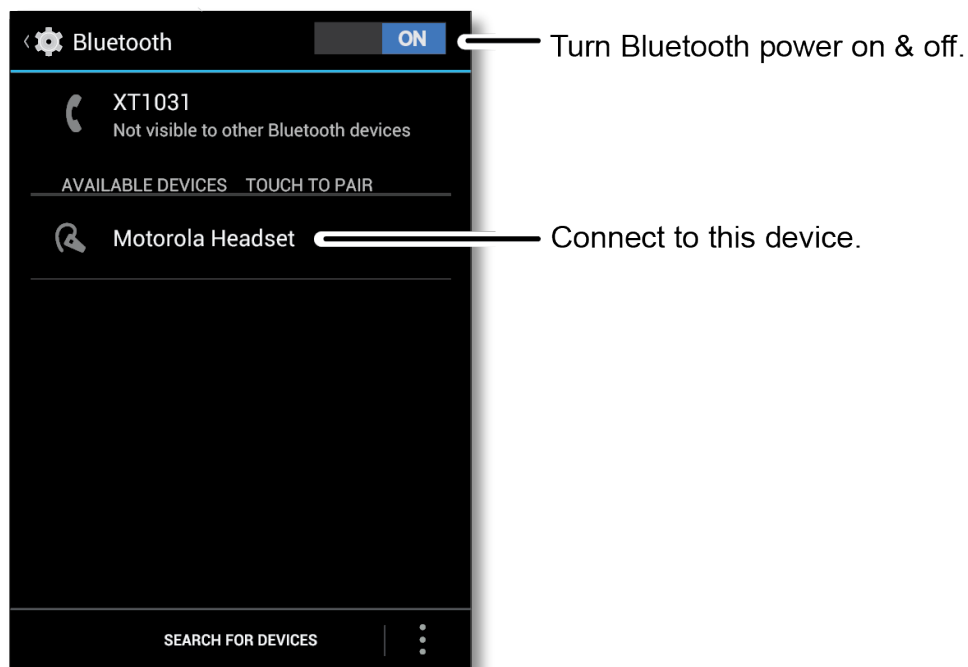 Bluetooth ON
Turn Bluetooth power on & off.
XT1031
Not visible to other Bluetooth devices
AVAILABLE DEVICES TOUCH TO PAIR
Motorola Headset
Connect to this device.
SEARCH FOR DEVICES